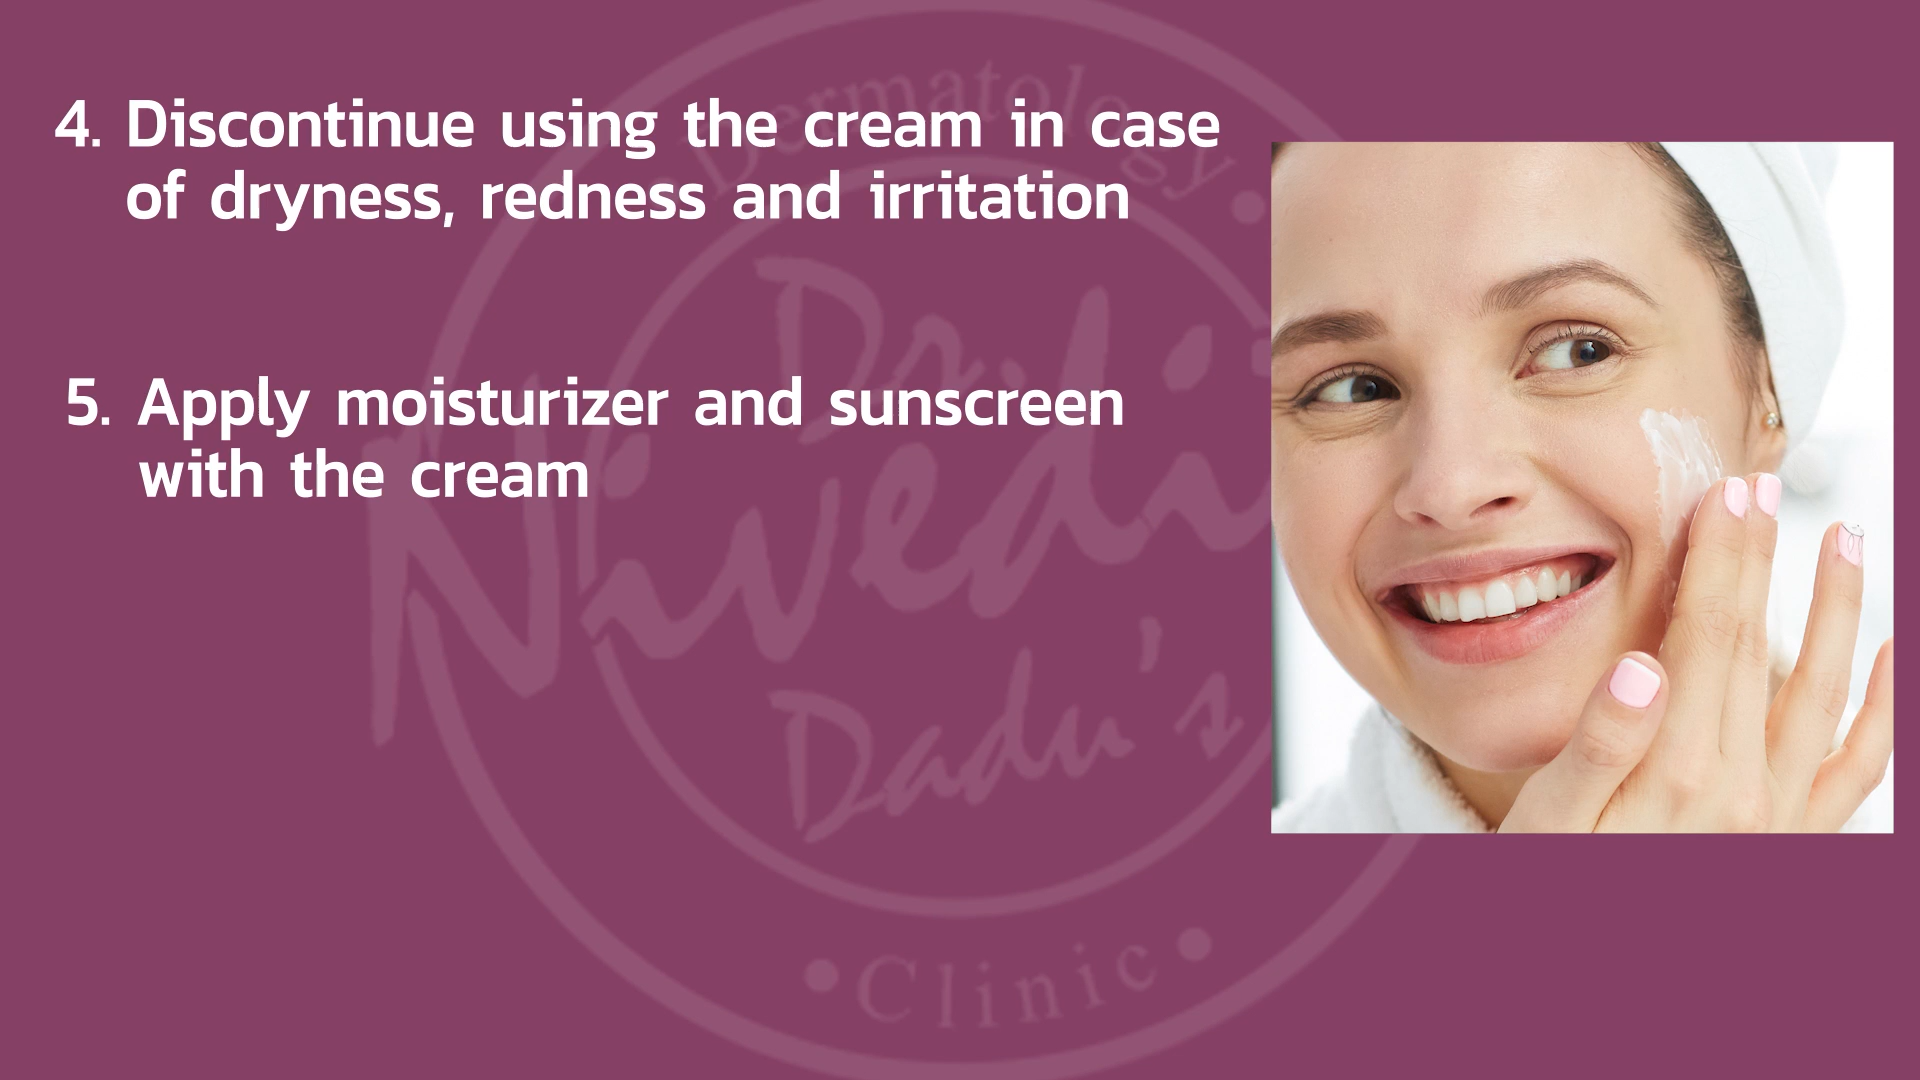 4. Discontinue using the cream in case
of dryness, redness and irritation
5. Apply moisturizer and sunscreen
with the cream
• Dermatology •
Dr.
Nivedi
Dadu's
• Clinic •